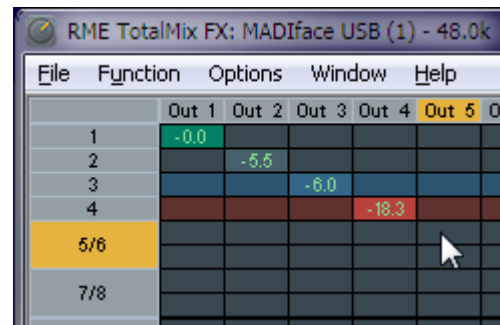 RME TotalMix FX: MADIface USB (1) - 48.0k
File Function Options Window Help
Out 1 Out 2 Out 3 Out 4 Out 5
1 -0.0
2 -5.5
3 -6.0
4 -18.3
5/6
7/8